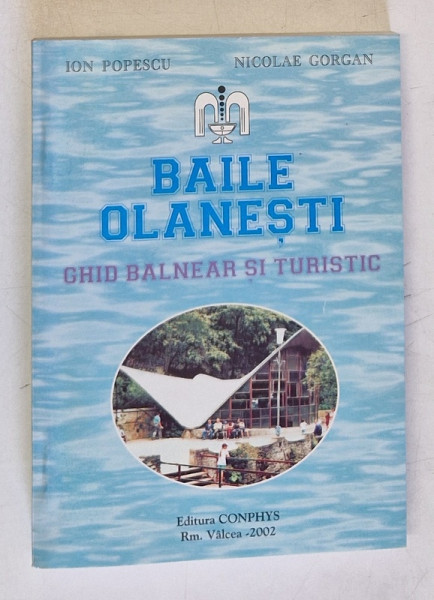 ION POPESCU NICOLAE GORGAN
BAILE
OLANEȘTI
GHID BALNEAR ȘI TURISTIC
Editura CONPHYS
Rm. Vâlcea -2002